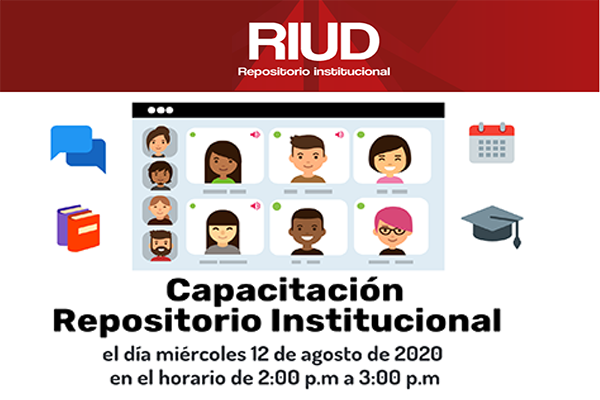 RIUD
Repositorio institucional
Capacitación
Repositorio Institucional
el día miércoles 12 de agosto de 2020
en el horario de 2:00 p.m a 3:00 p.m